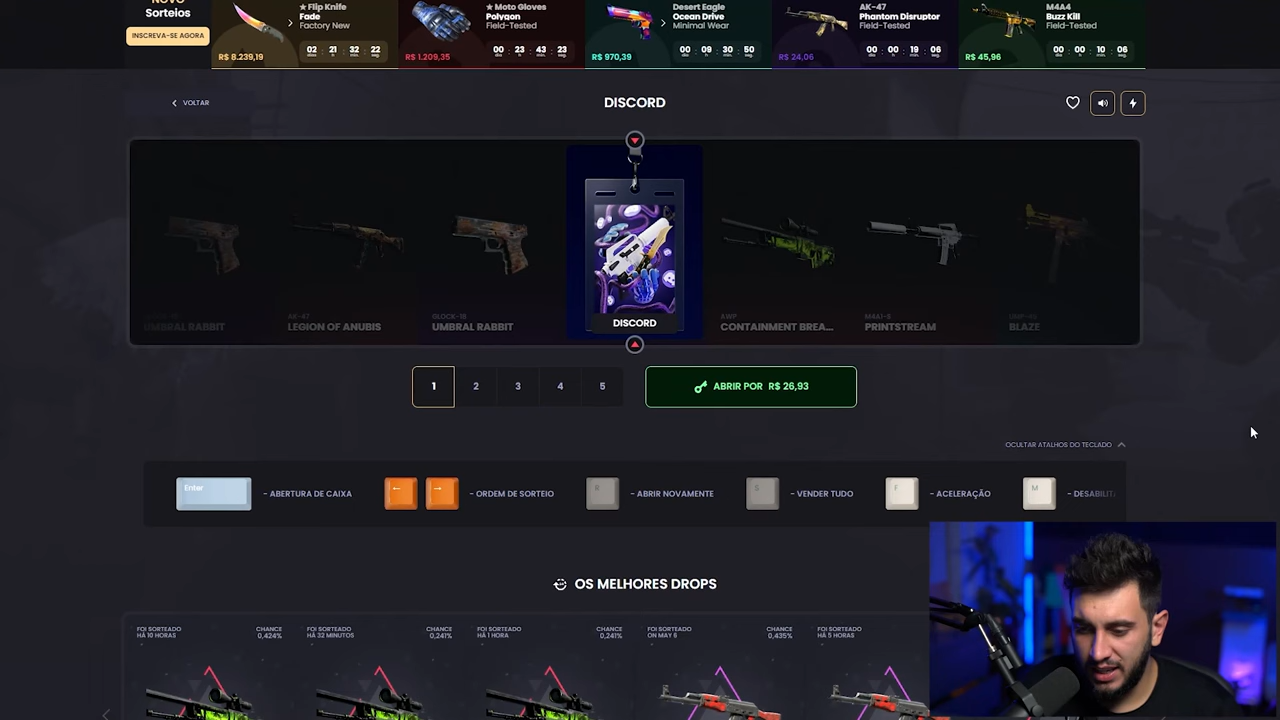 NOVO
Sorteios
INSCREVA-SE AGORA
★ Flip Knife
Fade
Factory New
R$ 8.239,19
02 : 21 : 32 : 22
★ Moto Gloves
Polygon
Field-Tested
R$ 1.209,35
00 : 23 : 43 : 23
Desert Eagle
Ocean Drive
Minimal Wear
R$ 970,39
00 : 09 : 30 : 50
AK-47
Phantom Disruptor
Field-Tested
R$ 24,06
00 : 00 : 19 : 06
M4A4
Buzz Kill
Field-Tested
R$ 45,96
00 : 00 : 10 : 06
VOLTAR
DISCORD
GLOCK-18
UMBRAL RABBIT
AK-47
LEGION OF ANUBIS
GLOCK-18
UMBRAL RABBIT
DISCORD
AWP
CONTAINMENT BREA...
M4A1-S
PRINTSTREAM
UMP-45
BLAZE
1 2 3 4 5
ABRIR POR R$ 26,93
OCULTAR ATALHOS DO TECLADO
Enter - ABERTURA DE CAIXA
← → - ORDEM DE SORTEIO
R - ABRIR NOVAMENTE
S - VENDER TUDO
F - ACELERAÇÃO
M - DESABILIT
OS MELHORES DROPS
FOI SORTEADO
HÁ 10 HORAS
CHANCE
0,424%
FOI SORTEADO
HÁ 32 MINUTOS
CHANCE
0,241%
FOI SORTEADO
HÁ 1 HORA
CHANCE
0,241%
FOI SORTEADO
ON MAY 6
CHANCE
0,435%
FOI SORTEADO
HÁ 5 HORAS